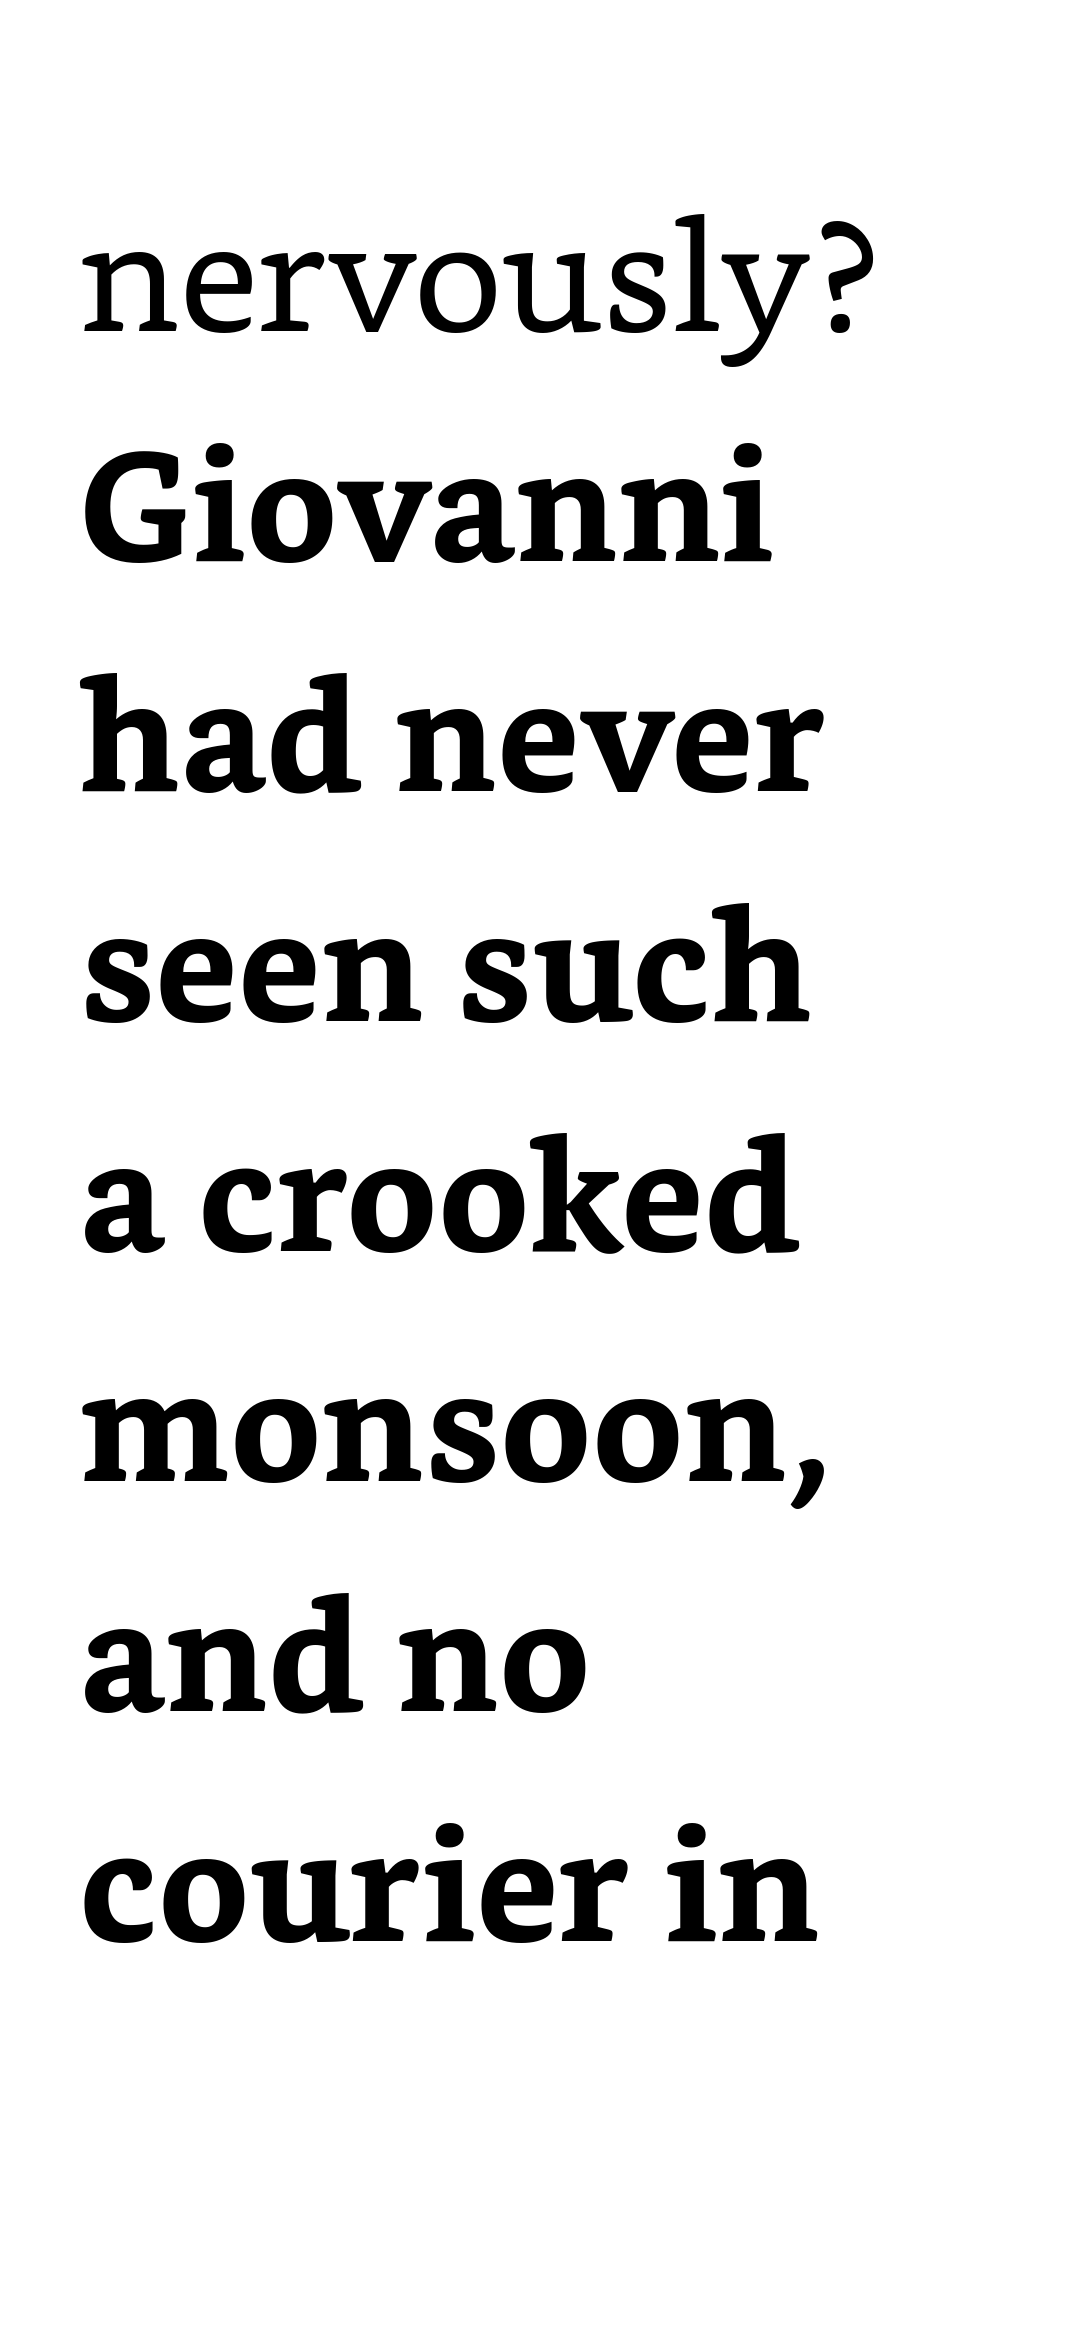 nervously?
Giovanni
had never
seen such
a crooked
monsoon,
and no
courier in